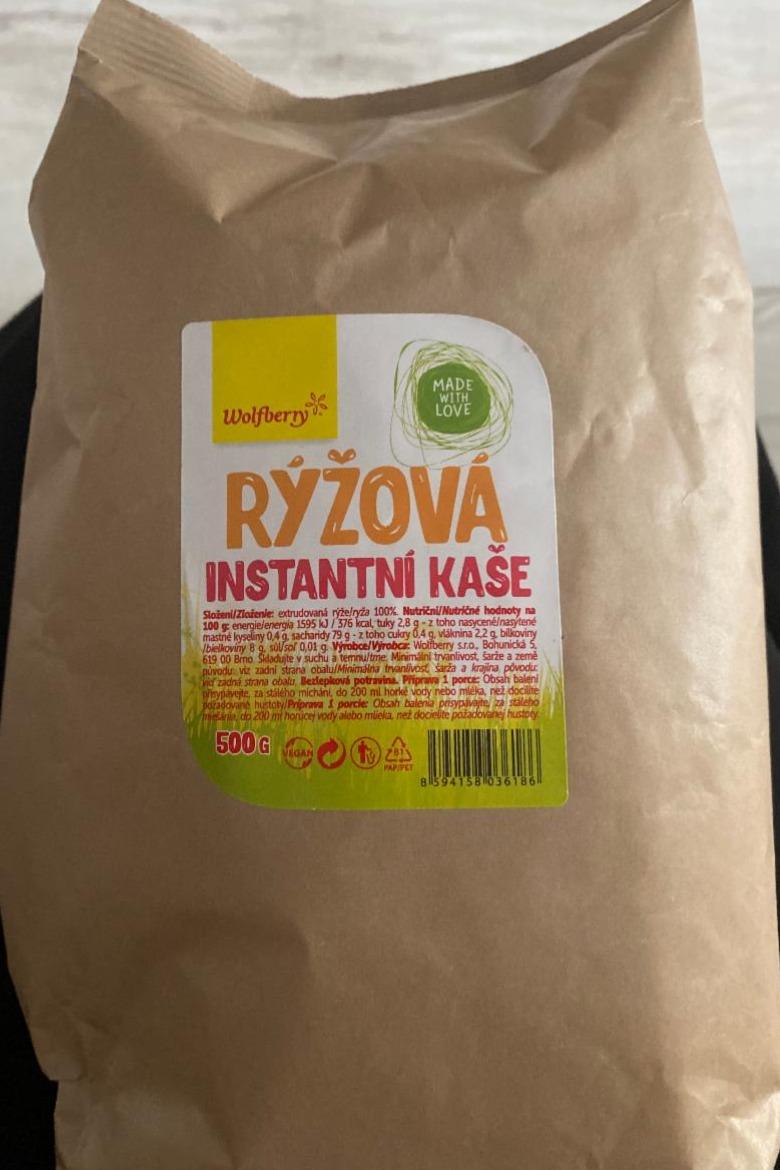 Wolfberry
MADE
WITH
LOVE
RÝŽOVÁ
INSTANTNÍ KAŠE
Složení/Zloženie: extrudovaná rýže/ryža 100%. Nutriční/Nutričné hodnoty na
100 g: energie/energia 1595 kJ / 376 kcal, tuky 2,8 g - z toho nasycené/nasýtené
mastné kyseliny 0,4 g, sacharidy 79 g - z toho cukry 0,4 g, vláknina 2,2 g, bílkoviny
/bielkoviny 8 g, sůl/soľ 0,01 g. Výrobce/Výrobca: Wolfberry s.r.o., Bohunická 5,
619 00 Brno. Skladujte v suchu a temnu/tme. Minimální trvanlivost, šarže a země
původu: viz zadní strana obalu/Minimálna trvanlivosť, šarža a krajina pôvodu:
viď zadná strana obalu. Bezlepková potravina. Příprava 1 porce: Obsah balení
přisypávejte, za stálého míchání, do 200 ml horké vody nebo mléka, než docílíte
požadované hustoty/Príprava 1 porcie: Obsah balenia prisypávajte, za stáleho
miešania, do 200 ml horúcej vody alebo mlieka, než docielite požadovanej hustoty.
500 G
VEGAN
81
PAP/PET
8 594158 036186